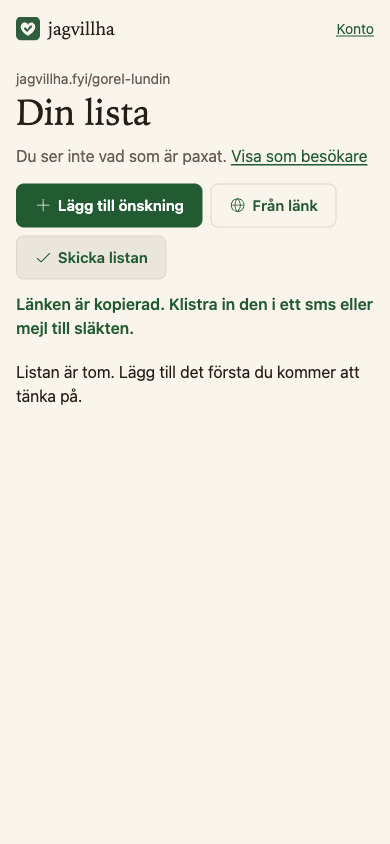 jagvillha
Konto
jagvillha.fyi/gorel-lundin
Din lista
Du ser inte vad som är paxat. Visa som besökare
Lägg till önskning
Från länk
Skicka listan
Länken är kopierad. Klistra in den i ett sms eller
mejl till släkten.
Listan är tom. Lägg till det första du kommer att
tänka på.